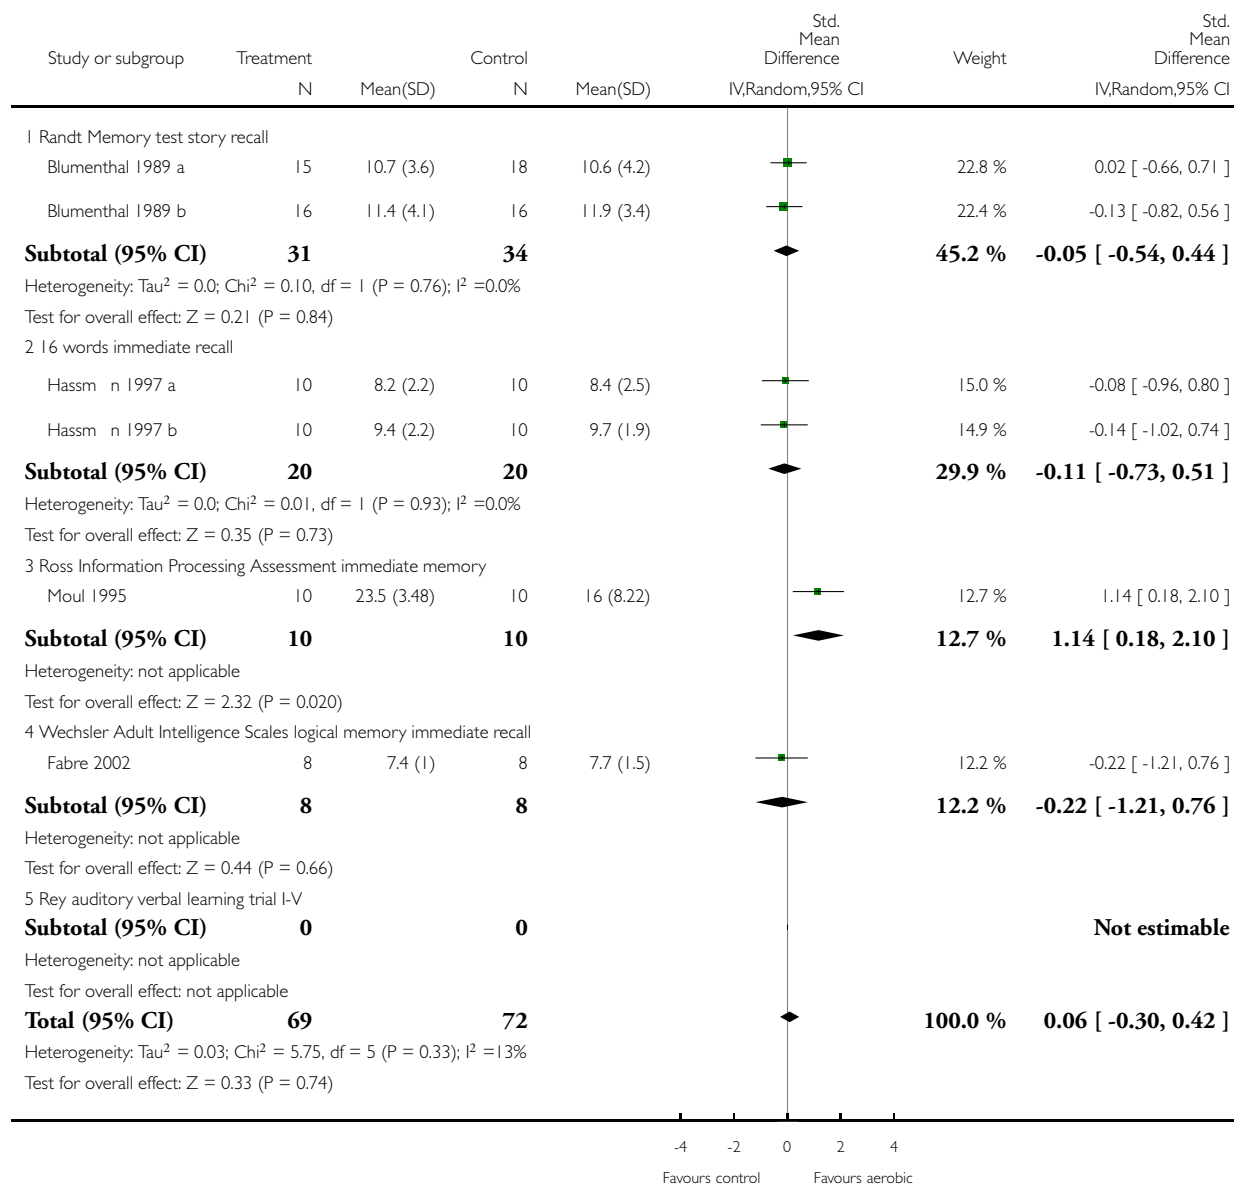 Study or subgroup Treatment Control Std. Mean Difference Weight Std. Mean Difference
N Mean(SD) N Mean(SD) IV,Random,95% CI IV,Random,95% CI
1 Randt Memory test story recall
Blumenthal 1989 a 15 10.7 (3.6) 18 10.6 (4.2) 22.8 % 0.02 [ -0.66, 0.71 ]
Blumenthal 1989 b 16 11.4 (4.1) 16 11.9 (3.4) 22.4 % -0.13 [ -0.82, 0.56 ]
Subtotal (95% CI) 31 34 45.2 % -0.05 [ -0.54, 0.44 ]
Heterogeneity: Tau² = 0.0; Chi² = 0.10, df = 1 (P = 0.76); I² =0.0%
Test for overall effect: Z = 0.21 (P = 0.84)
2 16 words immediate recall
Hassm n 1997 a 10 8.2 (2.2) 10 8.4 (2.5) 15.0 % -0.08 [ -0.96, 0.80 ]
Hassm n 1997 b 10 9.4 (2.2) 10 9.7 (1.9) 14.9 % -0.14 [ -1.02, 0.74 ]
Subtotal (95% CI) 20 20 29.9 % -0.11 [ -0.73, 0.51 ]
Heterogeneity: Tau² = 0.0; Chi² = 0.01, df = 1 (P = 0.93); I² =0.0%
Test for overall effect: Z = 0.35 (P = 0.73)
3 Ross Information Processing Assessment immediate memory
Moul 1995 10 23.5 (3.48) 10 16 (8.22) 12.7 % 1.14 [ 0.18, 2.10 ]
Subtotal (95% CI) 10 10 12.7 % 1.14 [ 0.18, 2.10 ]
Heterogeneity: not applicable
Test for overall effect: Z = 2.32 (P = 0.020)
4 Wechsler Adult Intelligence Scales logical memory immediate recall
Fabre 2002 8 7.4 (1) 8 7.7 (1.5) 12.2 % -0.22 [ -1.21, 0.76 ]
Subtotal (95% CI) 8 8 12.2 % -0.22 [ -1.21, 0.76 ]
Heterogeneity: not applicable
Test for overall effect: Z = 0.44 (P = 0.66)
5 Rey auditory verbal learning trial I-V
Subtotal (95% CI) 0 0 Not estimable
Heterogeneity: not applicable
Test for overall effect: not applicable
Total (95% CI) 69 72 100.0 % 0.06 [ -0.30, 0.42 ]
Heterogeneity: Tau² = 0.03; Chi² = 5.75, df = 5 (P = 0.33); I² =13%
Test for overall effect: Z = 0.33 (P = 0.74)
-4 -2 0 2 4
Favours control Favours aerobic